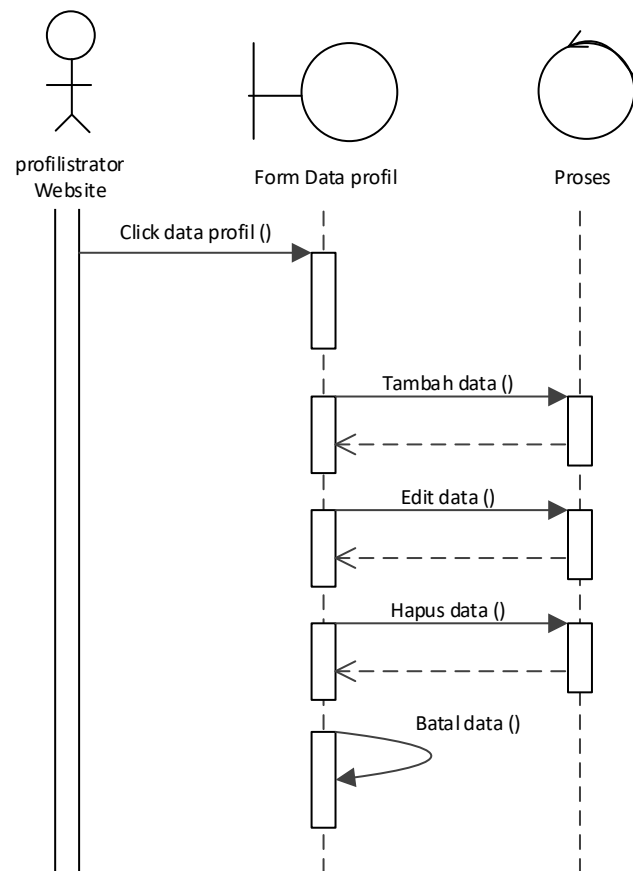 profilistrator
Website
Form Data profil
Proses
Click data profil ()
Tambah data ()
Edit data ()
Hapus data ()
Batal data ()